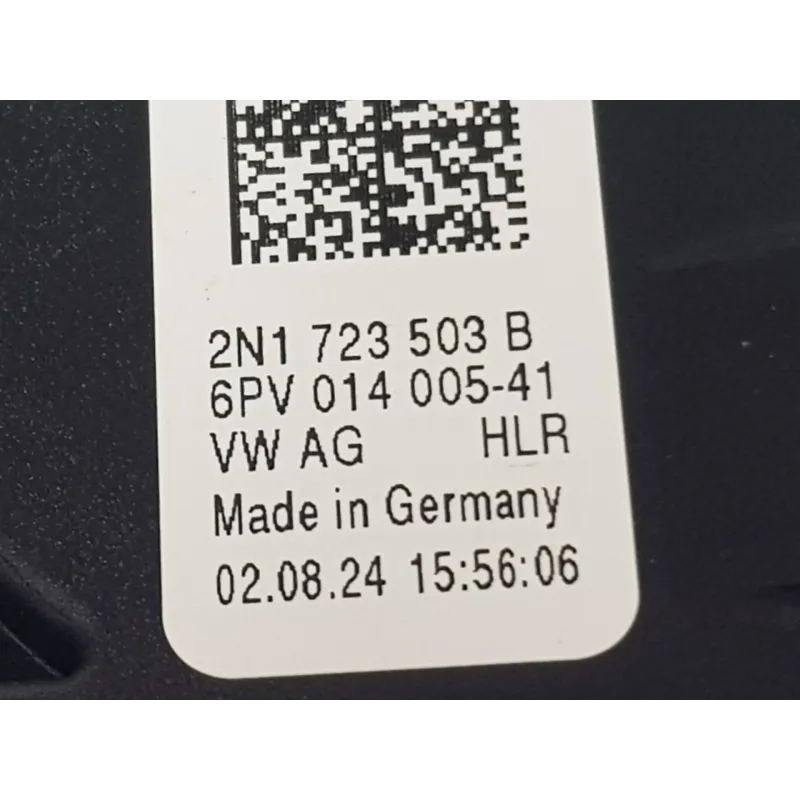 2N1 723 503 B
6PV 014 005-41
VW AG HLR
Made in Germany
02.08.24 15:56:06